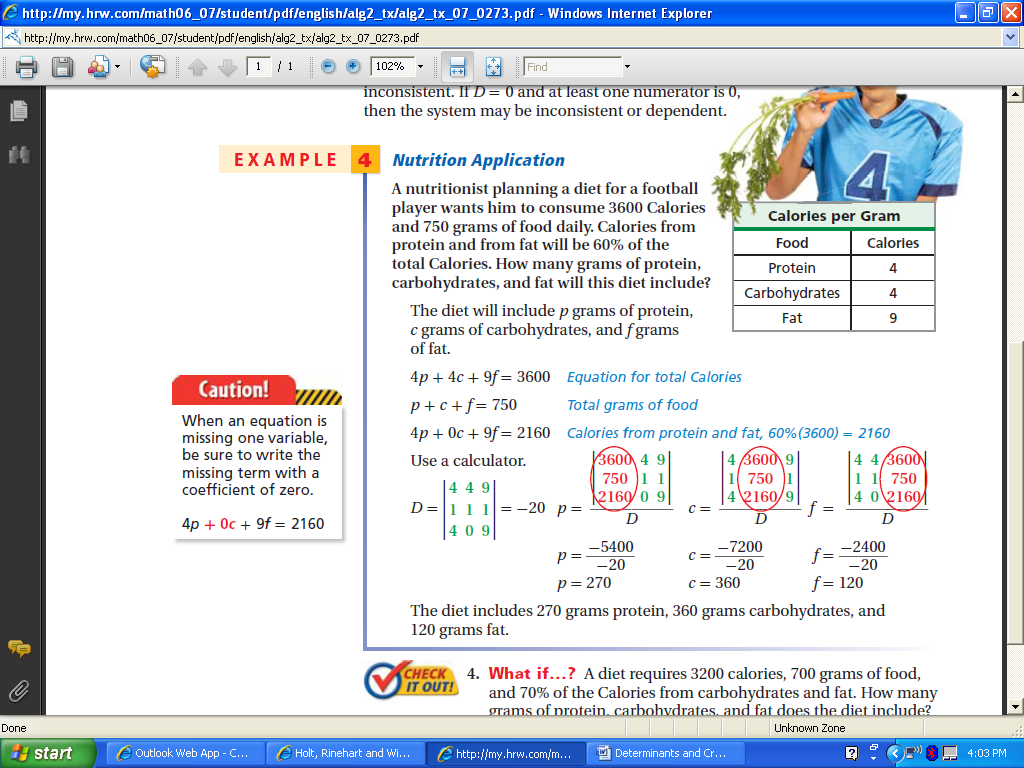 http://my.hrw.com/math06_07/student/pdf/english/alg2_tx/alg2_tx_07_0273.pdf - Windows Internet Explorer
http://my.hrw.com/math06_07/student/pdf/english/alg2_tx/alg2_tx_07_0273.pdf
1 / 1 102% Find
inconsistent. If D = 0 and at least one numerator is 0,
then the system may be inconsistent or dependent.
EXAMPLE 4 Nutrition Application
A nutritionist planning a diet for a football
player wants him to consume 3600 Calories
and 750 grams of food daily. Calories from
protein and from fat will be 60% of the
total Calories. How many grams of protein,
carbohydrates, and fat will this diet include?
4
Calories per Gram
Food Calories
Protein 4
Carbohydrates 4
Fat 9
The diet will include p grams of protein,
c grams of carbohydrates, and f grams
of fat.
4p + 4c + 9f = 3600 Equation for total Calories
p + c + f = 750 Total grams of food
4p + 0c + 9f = 2160 Calories from protein and fat, 60%(3600) = 2160
Caution!
When an equation is
missing one variable,
be sure to write the
missing term with a
coefficient of zero.
4p + 0c + 9f = 2160
Use a calculator.
D = |4 4 9|
|1 1 1| = −20
|4 0 9|
p = |3600 4 9|
|750 1 1|
|2160 0 9|
D
c = |4 3600 9|
|1 750 1|
|4 2160 9|
D
f = |4 4 3600|
|1 1 750|
|4 0 2160|
D
p = −5400/−20 c = −7200/−20 f = −2400/−20
p = 270 c = 360 f = 120
The diet includes 270 grams protein, 360 grams carbohydrates, and
120 grams fat.
CHECK IT OUT!
4. What if...? A diet requires 3200 calories, 700 grams of food,
and 70% of the Calories from carbohydrates and fat. How many
grams of protein, carbohydrates, and fat does the diet include?
Done Unknown Zone
start Outlook Web App - C... Holt, Rinehart and Wi... http://my.hrw.com/m... Determinants and Cr... 4:03 PM